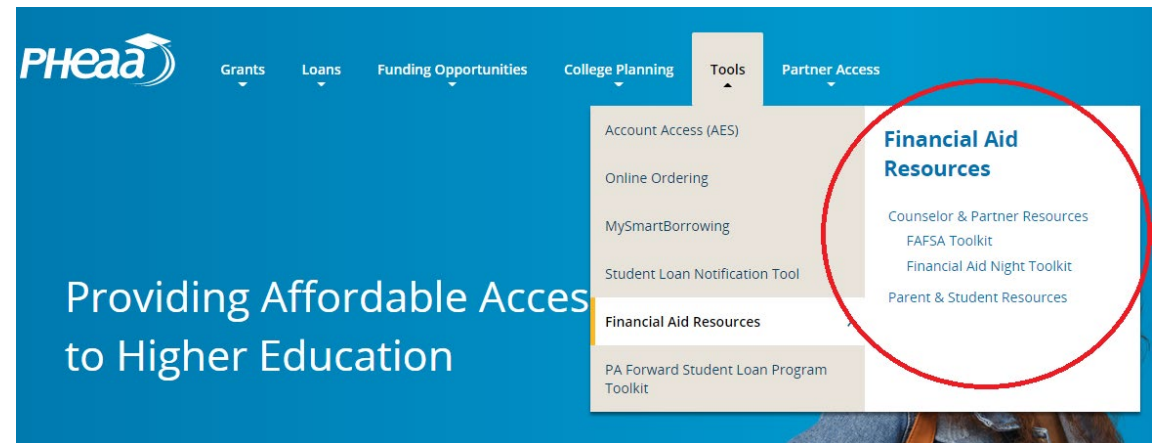 PHEAA
Grants
Loans
Funding Opportunities
College Planning
Tools
Partner Access
Account Access (AES)
Online Ordering
MySmartBorrowing
Student Loan Notification Tool
Financial Aid Resources
PA Forward Student Loan Program
Toolkit
Financial Aid
Resources
Counselor & Partner Resources
FAFSA Toolkit
Financial Aid Night Toolkit
Parent & Student Resources
Providing Affordable
to Higher Education